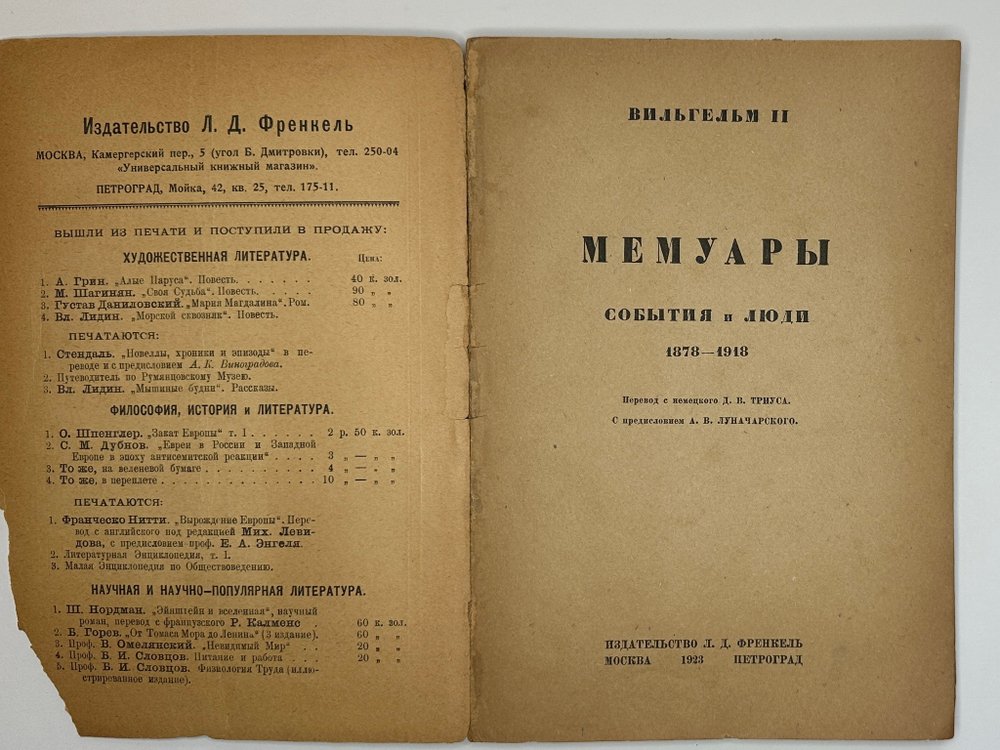 Издательство Л. Д. Френкель
МОСКВА, Камергерский пер., 5 (угол Б. Дмитровки), тел. 250-04
«Универсальный книжный магазин».
ПЕТРОГРАД, Мойка, 42, кв. 25, тел. 175-11.
ВЫШЛИ ИЗ ПЕЧАТИ И ПОСТУПИЛИ В ПРОДАЖУ:
ХУДОЖЕСТВЕННАЯ ЛИТЕРАТУРА. Цена:
1. А. Грин. „Алые Паруса“. Повесть. . . . . . . 40 к. зол.
2. М. Шагинян. „Своя Судьба“. Повесть. . . . . 90 „ „
3. Густав Даниловский. „Мария Магдалина“. Ром. 80 „ „
4. Вл. Лидин. „Морской сквозняк“. Повесть.
ПЕЧАТАЮТСЯ:
1. Стендаль. „Новеллы, хроники и эпизоды“ в пе-
реводе и с предисловием А. К. Виноградова.
2. Путеводитель по Румянцовскому Музею.
3. Вл. Лидин. „Мышиные будни“. Рассказы.
ФИЛОСОФИЯ, ИСТОРИЯ и ЛИТЕРАТУРА.
1. О. Шпенглер. „Закат Европы“ т. I . . . . . . 2 р. 50 к. зол.
2. С. М. Дубнов. „Евреи в России и Западной
Европе в эпоху антисемитской реакции“ . . . . 3 „ — „ „
3. То же, на веленевой бумаге . . . . . . . . . . 4 „ — „ „
4. То же, в переплете . . . . . . . . . . . . . . 10 „ — „ „
ПЕЧАТАЮТСЯ:
1. Франческо Нитти. „Вырождение Европы“. Пере-
вод с английского под редакцией Мих. Леви-
дова, с предисловием проф. Е. А. Энгеля.
2. Литературная Энциклопедия, т. I.
3. Малая Энциклопедия по Обществоведению.
НАУЧНАЯ И НАУЧНО-ПОПУЛЯРНАЯ ЛИТЕРАТУРА.
1. Ш. Нордман. „Эйнштейн и вселенная“, научный
роман, перевод с французского Р. Калменс . 60 к. зол.
2. Б. Горев. „От Томаса Мора до Ленина“ (3 издание). 60 „ „
3. Проф. В. Омелянский. „Невидимый Мир“ . . 20 „ „
4. Проф. Б. И. Словцов. Питание и работа . . . 20 „ „
5. Проф. Б. И. Словцов. Физиология Труда (иллю-
стрированное издание).
ВИЛЬГЕЛЬМ II
МЕМУАРЫ
СОБЫТИЯ и ЛЮДИ
1878—1918
Перевод с немецкого Д. В. ТРИУСА.
С предисловием А. В. ЛУНАЧАРСКОГО.
ИЗДАТЕЛЬСТВО Л. Д. ФРЕНКЕЛЬ
МОСКВА 1923 ПЕТРОГРАД